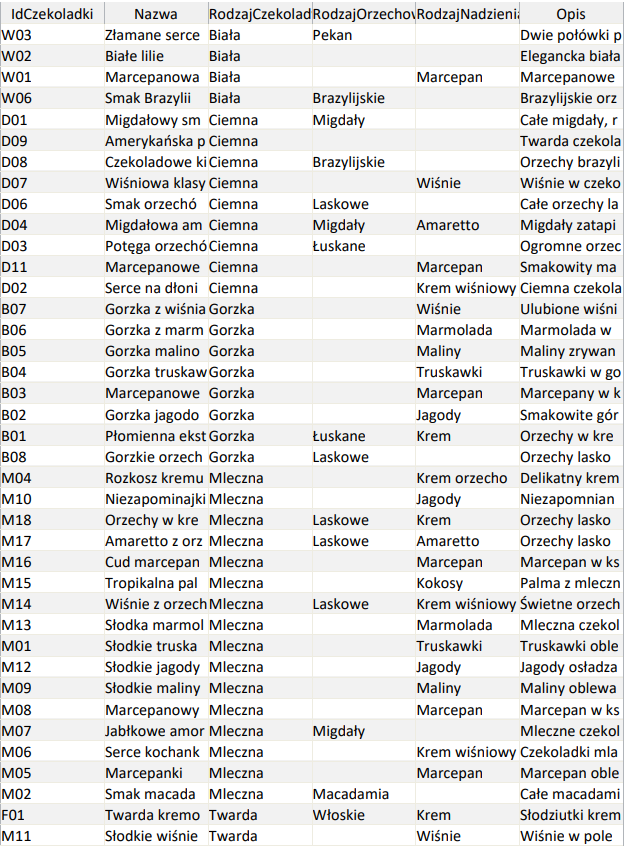 IdCzekoladki Nazwa RodzajCzekolad RodzajOrzechow RodzajNadzienia Opis
W03 Złamane serce Biała Pekan Dwie połówki p
W02 Białe lilie Biała Elegancka biała
W01 Marcepanowa Biała Marcepan Marcepanowe
W06 Smak Brazylii Biała Brazylijskie Brazylijskie orz
D01 Migdałowy sm Ciemna Migdały Całe migdały, r
D09 Amerykańska p Ciemna Twarda czekola
D08 Czekoladowe ki Ciemna Brazylijskie Orzechy brazyli
D07 Wiśniowa klasy Ciemna Wiśnie Wiśnie w czeko
D06 Smak orzechó Ciemna Laskowe Całe orzechy la
D04 Migdałowa am Ciemna Migdały Amaretto Migdały zatapi
D03 Potęga orzechó Ciemna Łuskane Ogromne orzec
D11 Marcepanowe Ciemna Marcepan Smakowity ma
D02 Serce na dłoni Ciemna Krem wiśniowy Ciemna czekola
B07 Gorzka z wiśnia Gorzka Wiśnie Ulubione wiśni
B06 Gorzka z marm Gorzka Marmolada Marmolada w
B05 Gorzka malino Gorzka Maliny Maliny zrywan
B04 Gorzka truskaw Gorzka Truskawki Truskawki w go
B03 Marcepanowe Gorzka Marcepan Marcepany w k
B02 Gorzka jagodo Gorzka Jagody Smakowite gór
B01 Płomienna ekst Gorzka Łuskane Krem Orzechy w kre
B08 Gorzkie orzech Gorzka Laskowe Orzechy lasko
M04 Rozkosz kremu Mleczna Krem orzecho Delikatny krem
M10 Niezapominajki Mleczna Jagody Niezapomnian
M18 Orzechy w kre Mleczna Laskowe Krem Orzechy lasko
M17 Amaretto z orz Mleczna Laskowe Amaretto Orzechy lasko
M16 Cud marcepan Mleczna Marcepan Marcepan w ks
M15 Tropikalna pal Mleczna Kokosy Palma z mleczn
M14 Wiśnie z orzech Mleczna Laskowe Krem wiśniowy Świetne orzech
M13 Słodka marmol Mleczna Marmolada Mleczna czekol
M01 Słodkie truska Mleczna Truskawki Truskawki oble
M12 Słodkie jagody Mleczna Jagody Jagody osładza
M09 Słodkie maliny Mleczna Maliny Maliny oblewa
M08 Marcepanowy Mleczna Marcepan Marcepan w ks
M07 Jabłkowe amor Mleczna Migdały Mleczne czekol
M06 Serce kochank Mleczna Krem wiśniowy Czekoladki mla
M05 Marcepanki Mleczna Marcepan Marcepan oble
M02 Smak macada Mleczna Macadamia Całe macadami
F01 Twarda kremo Twarda Włoskie Krem Słodziutki krem
M11 Słodkie wiśnie Twarda Wiśnie Wiśnie w pole